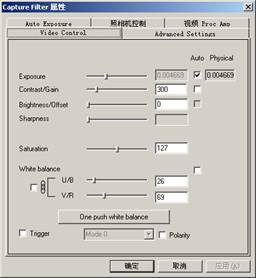 Capture Filter 属性
Auto Exposure 照相机控制 视频 Proc Amp
Video Control Advanced Settings
Auto Physical
Exposure 0.004669 0.004669
Contrast/Gain 300
Brightness/Offset 0
Sharpness
Saturation 127
White balance
U/B 26
V/R 69
One push white balance
Trigger Mode 0 Polarity
确定 取消 应用(A)